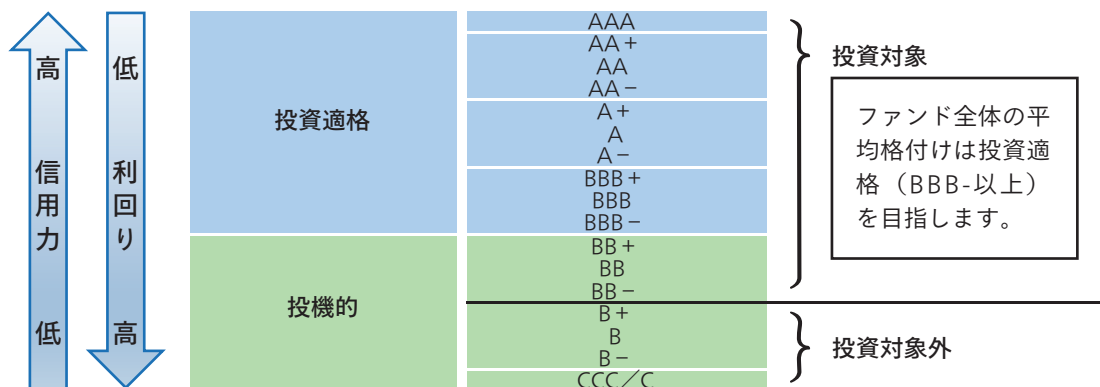 高
信用力
低
低
利回り
高
投資適格
投機的
AAA
AA+
AA
AA−
A+
A
A−
BBB+
BBB
BBB−
BB+
BB
BB−
B+
B
B−
CCC／C
投資対象
ファンド全体の平
均格付けは投資適
格（BBB-以上）
を目指します。
投資対象外